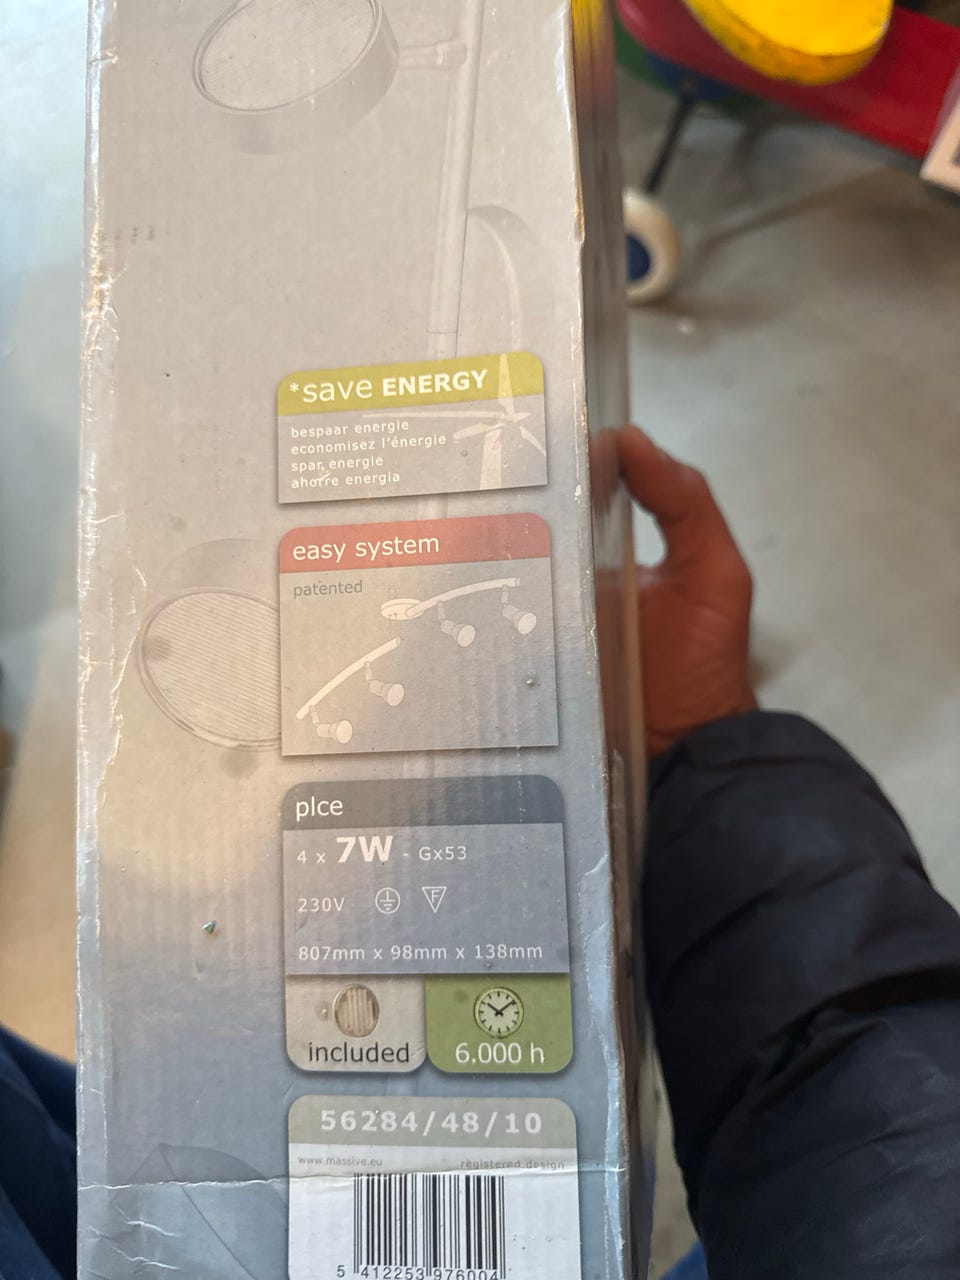 *save ENERGY
bespaar energie
economisez l'énergie
spar energie
ahorre energia
easy system
patented
plce
4 x 7W - Gx53
230V F
807mm x 98mm x 138mm
included
6.000 h
56284/48/10
www.massive.eu registered design
5 412253 976004